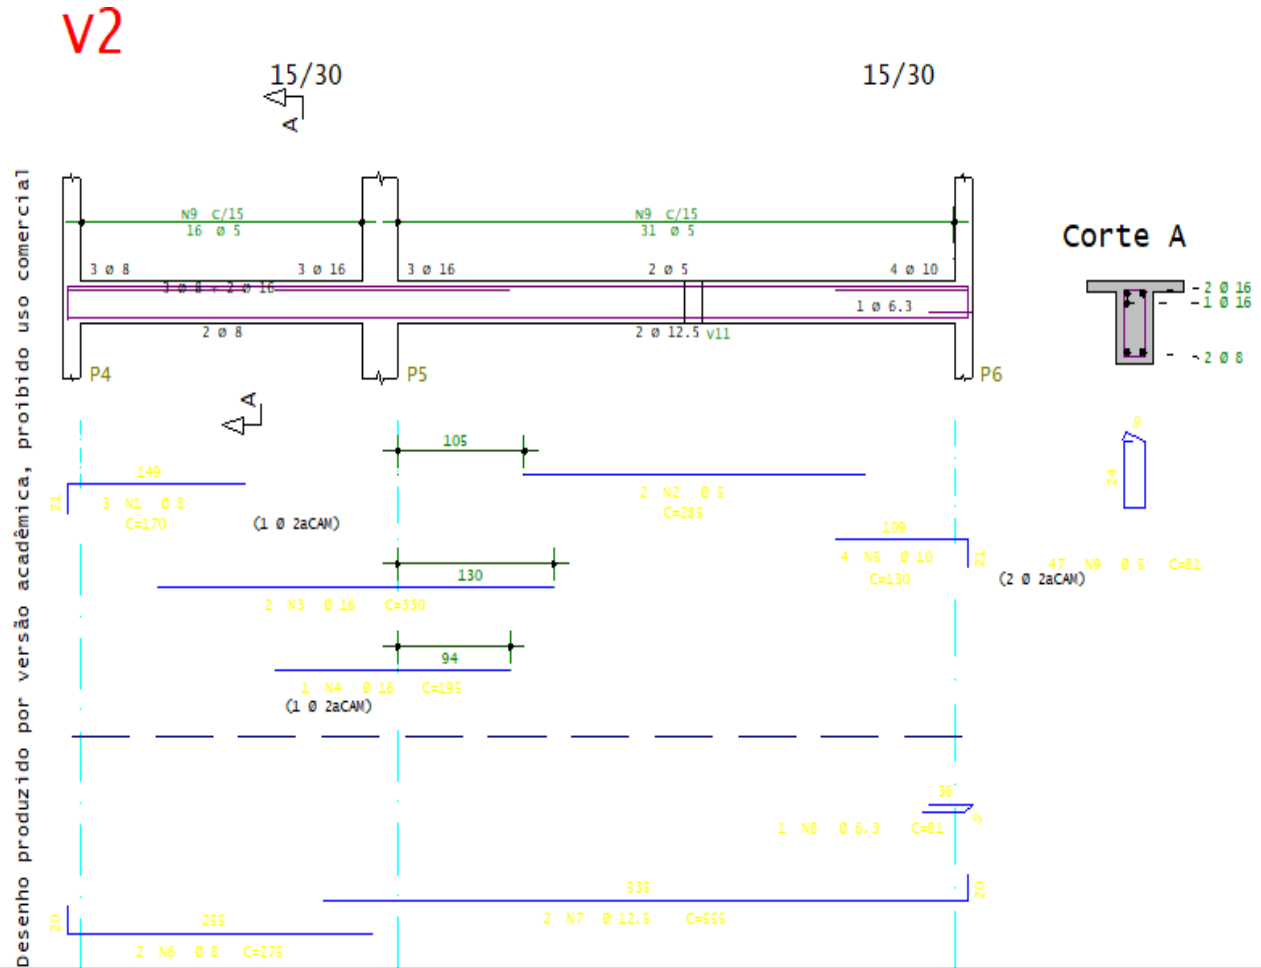 V2
15/30
15/30
A
Desenho produzido por versão acadêmica, proibido uso comercial
N9 C/15
16 Ø 5
N9 C/15
31 Ø 5
Corte A
3 Ø 8
3 Ø 16
3 Ø 16
2 Ø 5
4 Ø 10
3 Ø 8 + 2 Ø 16
1 Ø 6.3
2 Ø 8
2 Ø 12.5 V11
2 Ø 16
1 Ø 16
2 Ø 8
P4
P5
P6
A
105
149
21
3 N1 Ø 8
C=170
(1 Ø 2aCAM)
2 N2 Ø 5
C=285
9
24
109
21
4 N5 Ø 10
C=130
(2 Ø 2aCAM)
47 N9 Ø 5 C=81
130
2 N3 Ø 16 C=330
94
1 N4 Ø 16 C=195
(1 Ø 2aCAM)
36
9
1 N8 Ø 6.3 C=81
535
20
2 N7 Ø 12.5 C=555
255
20
2 N6 Ø 8 C=275